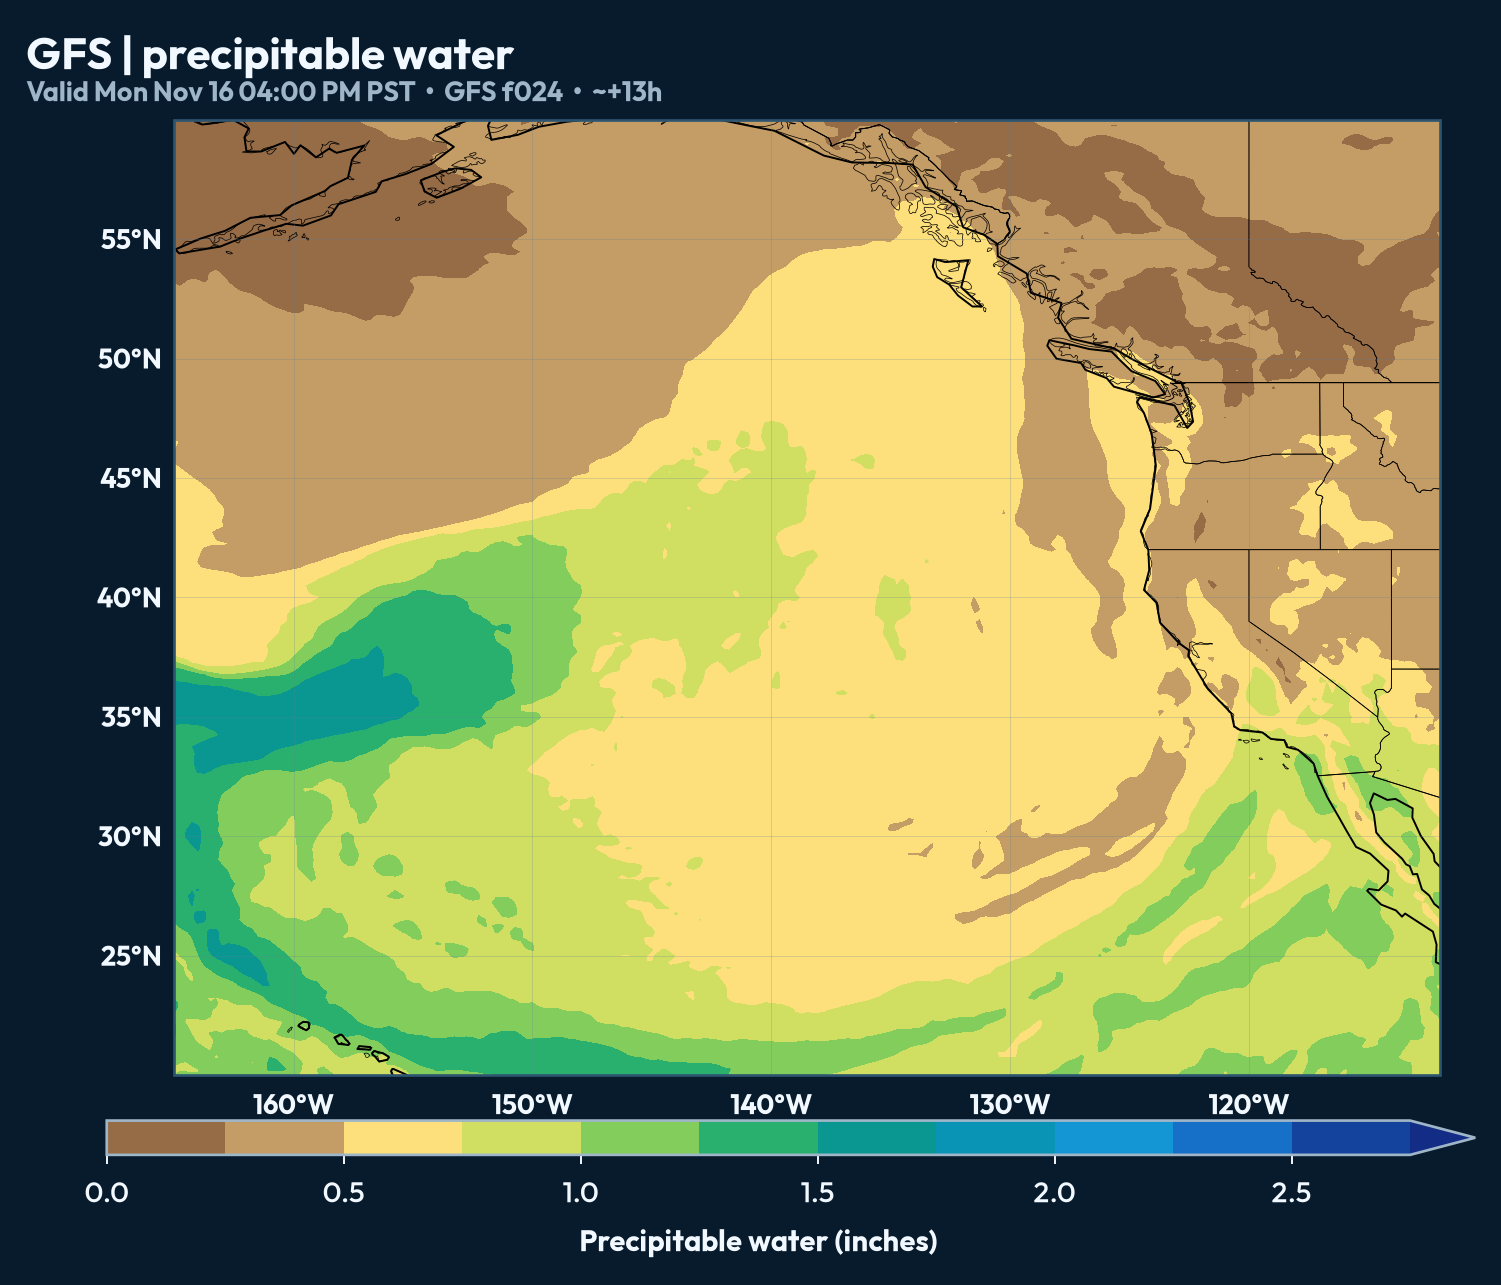 GFS | precipitable water
Valid Mon Nov 16 04:00 PM PST • GFS f024 • ~+13h
55°N
50°N
45°N
40°N
35°N
30°N
25°N
160°W 150°W 140°W 130°W 120°W
0.0 0.5 1.0 1.5 2.0 2.5
Precipitable water (inches)